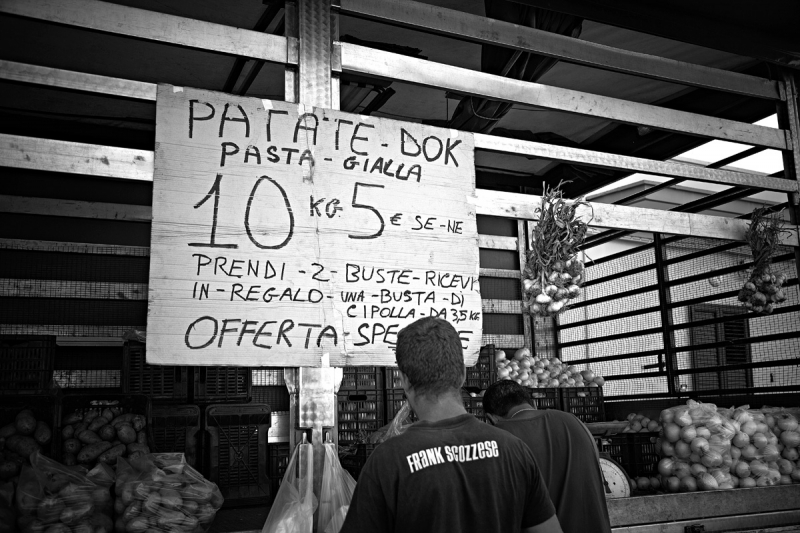 PATATE - DOK
PASTA - GIALLA
10 KG. 5 € SE - NE
PRENDI - 2 - BUSTE - RICEVI
IN - REGALO - UNA - BUSTA - DI
CIPOLLA - DA 3,5 KG
OFFERTA - SPE
FRANK SCOZZESE